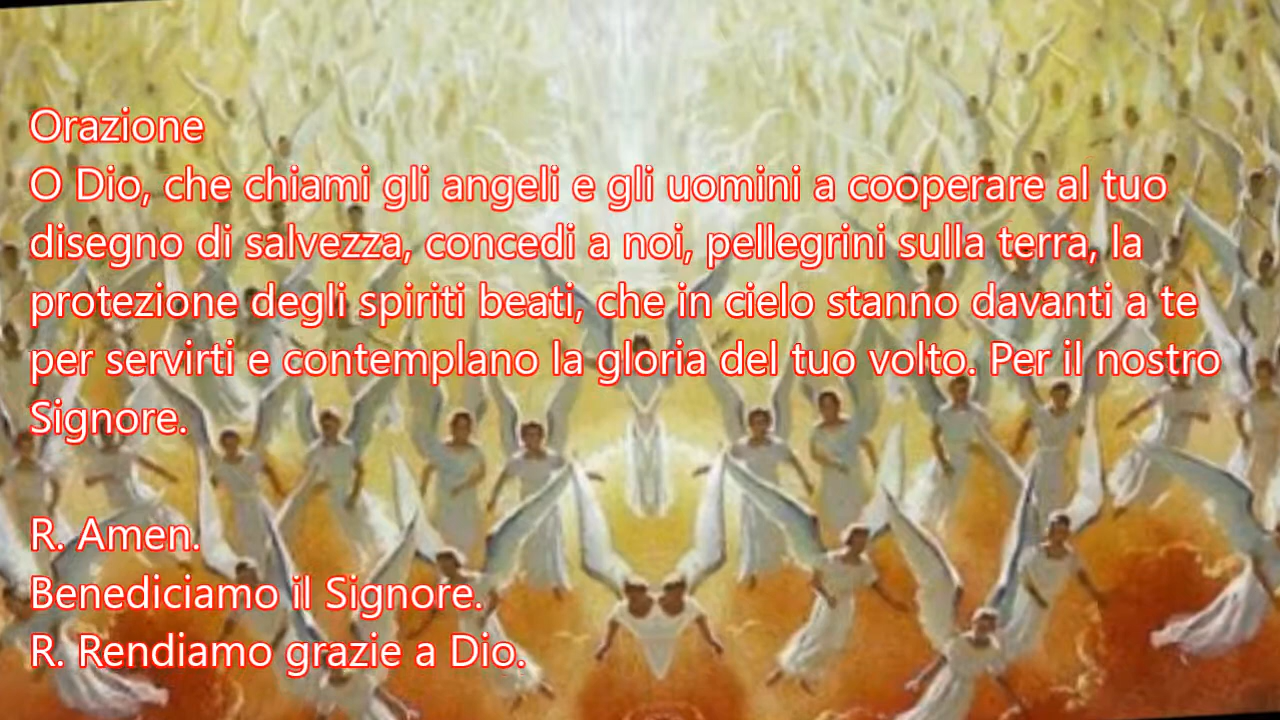 Orazione
O Dio, che chiami gli angeli e gli uomini a cooperare al tuo
disegno di salvezza, concedi a noi, pellegrini sulla terra, la
protezione degli spiriti beati, che in cielo stanno davanti a te
per servirti e contemplano la gloria del tuo volto. Per il nostro
Signore.
R. Amen.
Benediciamo il Signore.
R. Rendiamo grazie a Dio.